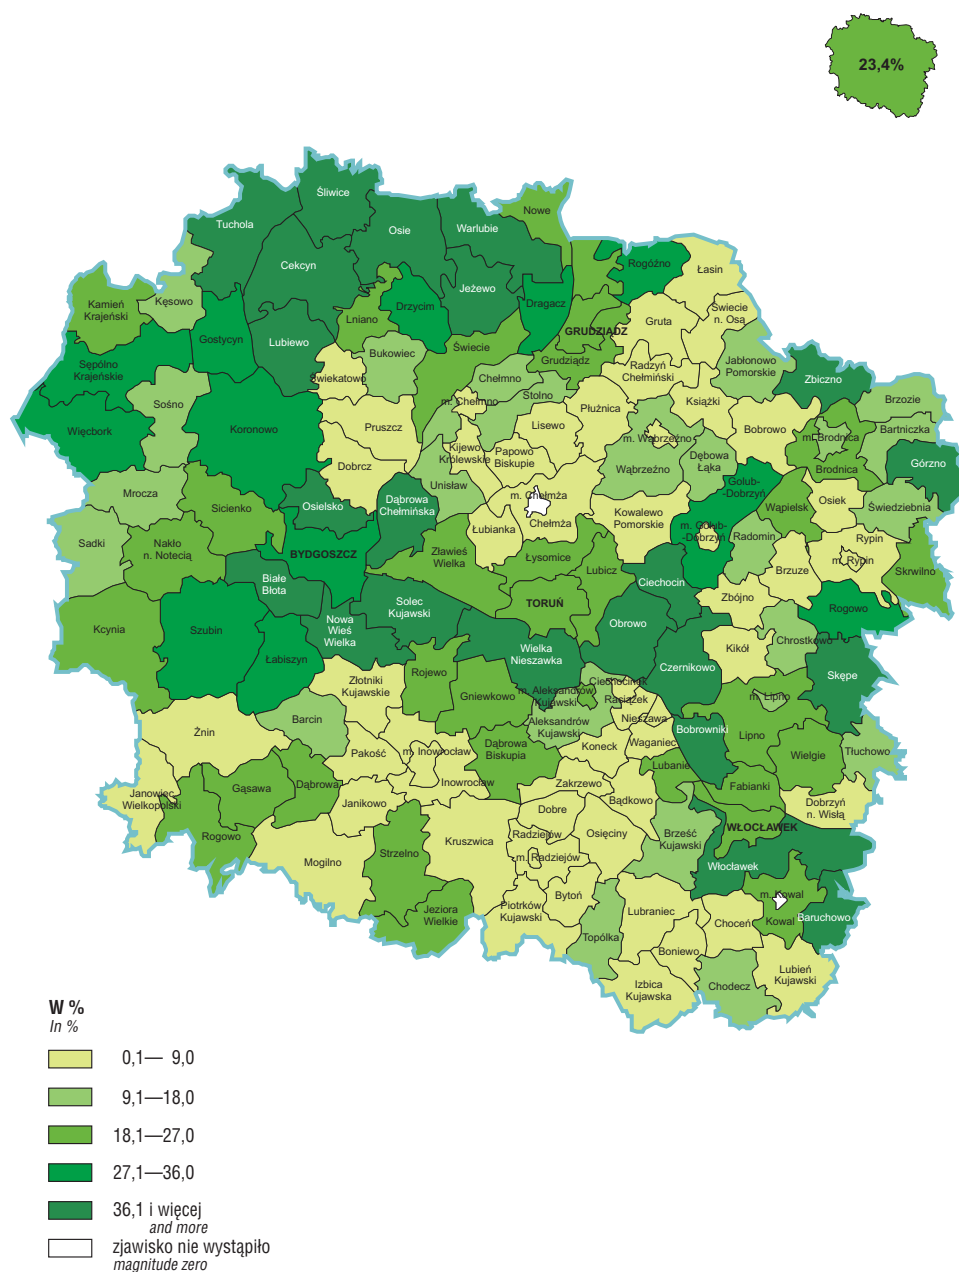 23,4%
Śliwice
Nowe
Tuchola
Osie
Warlubie
Cekcyn
Rogóźno
Łasin
Jeżewo
Kamień
Krajeński
Kęsowo
Drzycim
Dragacz
Świecie
n. Osą
Lniano
Gruta
GRUDZIĄDZ
Gostycyn
Lubiewo
Bukowiec
Świecie
Grudziądz
Jabłonowo
Pomorskie
Sępólno
Krajeńskie
Radzyń
Chełmiński
Świekatowo
Chełmno
Zbiczno
Stolno
m. Chełmno
Książki
Brzozie
Sośno
Płużnica
Więcbork
Koronowo
Pruszcz
Lisewo
Bobrowo
Bartniczka
m. Wąbrzeźno
m. Brodnica
Kijewo
Królewskie
Papowo
Biskupie
Dębowa
Łąka
Górzno
Dobrcz
Wąbrzeźno
Brodnica
Unisław
Golub-
-Dobrzyń
Mrocza
m. Chełmża
Osiek
Sicienko
Osielsko
Dąbrowa
Chełmińska
Wąpielsk
Świedziebnia
Kowalewo
Pomorskie
Chełmża
Łubianka
m. Golub-
-Dobrzyń
Radomin
Rypin
Sadki
Nakło
n. Notecią
BYDGOSZCZ
Zławieś
Wielka
Łysomice
m. Rypin
Lubicz
Brzuze
Skrwilno
Białe
Błota
Ciechocin
Zbójno
Solec
Kujawski
TORUŃ
Rogowo
Kcynia
Szubin
Nowa
Wieś
Wielka
Obrowo
Chrostkowo
Kikół
Wielka
Nieszawka
Łabiszyn
Czernikowo
Rojewo
Skępe
Złotniki
Kujawskie
Ciechocinek
Gniewkowo
m. Aleksandrów
Kujawski
Raciążek
m. Lipno
Barcin
Nieszawa
Aleksandrów
Kujawski
Bobrowniki
Żnin
Lipno
Pakość
m. Inowrocław
Dąbrowa
Biskupia
Koneck
Waganiec
Tłuchowo
Wielgie
Lubanie
Inowrocław
Zakrzewo
Dąbrowa
Gąsawa
Fabianki
Janowiec
Wielkopolski
Janikowo
Bądkowo
Dobre
Dobrzyń
n. Wisłą
WŁOCŁAWEK
Rogowo
Radziejów
Osięciny
Brześć
Kujawski
Kruszwica
Strzelno
m. Radziejów
Mogilno
Włocławek
Bytoń
m. Kowal
Piotrków
Kujawski
Jeziora
Wielkie
Lubraniec
Choceń
Kowal
Baruchowo
Topólka
Boniewo
Izbica
Kujawska
Chodecz
Lubień
Kujawski
W %
In %
0,1— 9,0
9,1—18,0
18,1—27,0
27,1—36,0
36,1 i więcej
and more
zjawisko nie wystąpiło
magnitude zero